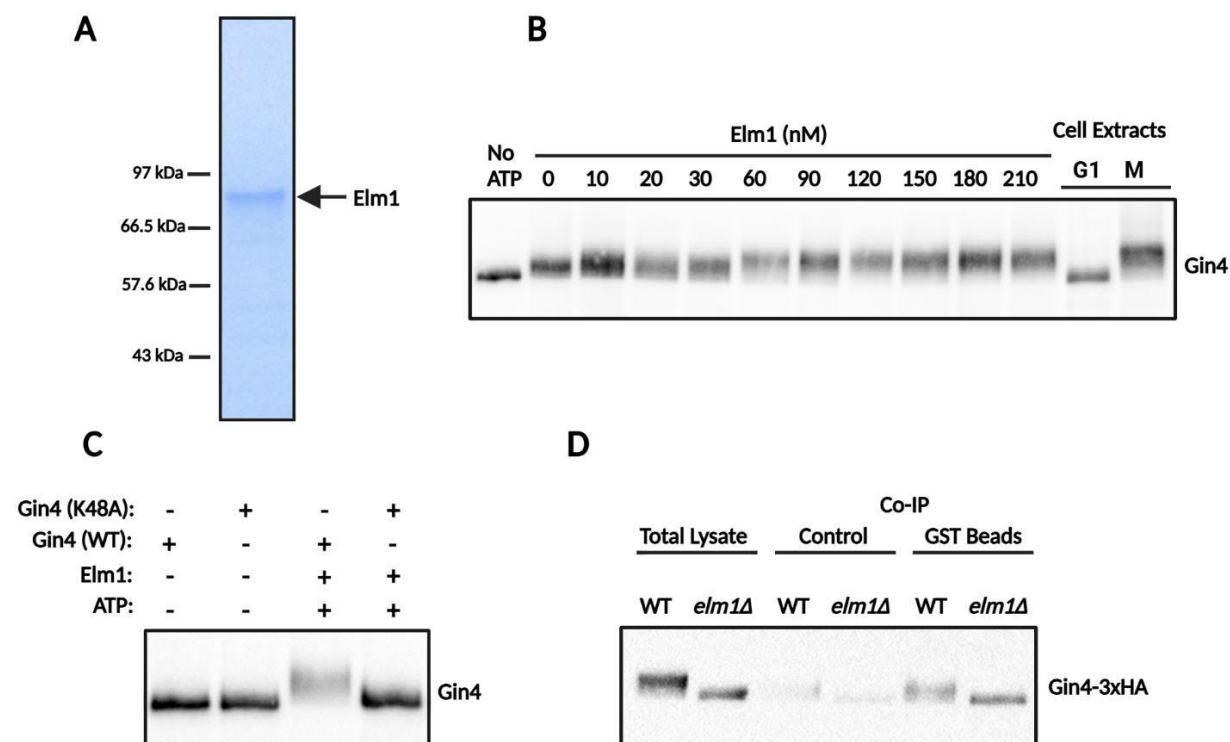 A
97 kDa
66.5 kDa
57.6 kDa
43 kDa
Elm1
B
Elm1 (nM)
Cell Extracts
No
ATP
0 10 20 30 60 90 120 150 180 210
G1 M
Gin4
C
Gin4 (K48A): - + - +
Gin4 (WT): + - + -
Elm1: - - + +
ATP: - - + +
Gin4
D
Co-IP
Total Lysate Control GST Beads
WT elm1Δ WT elm1Δ WT elm1Δ
Gin4-3xHA